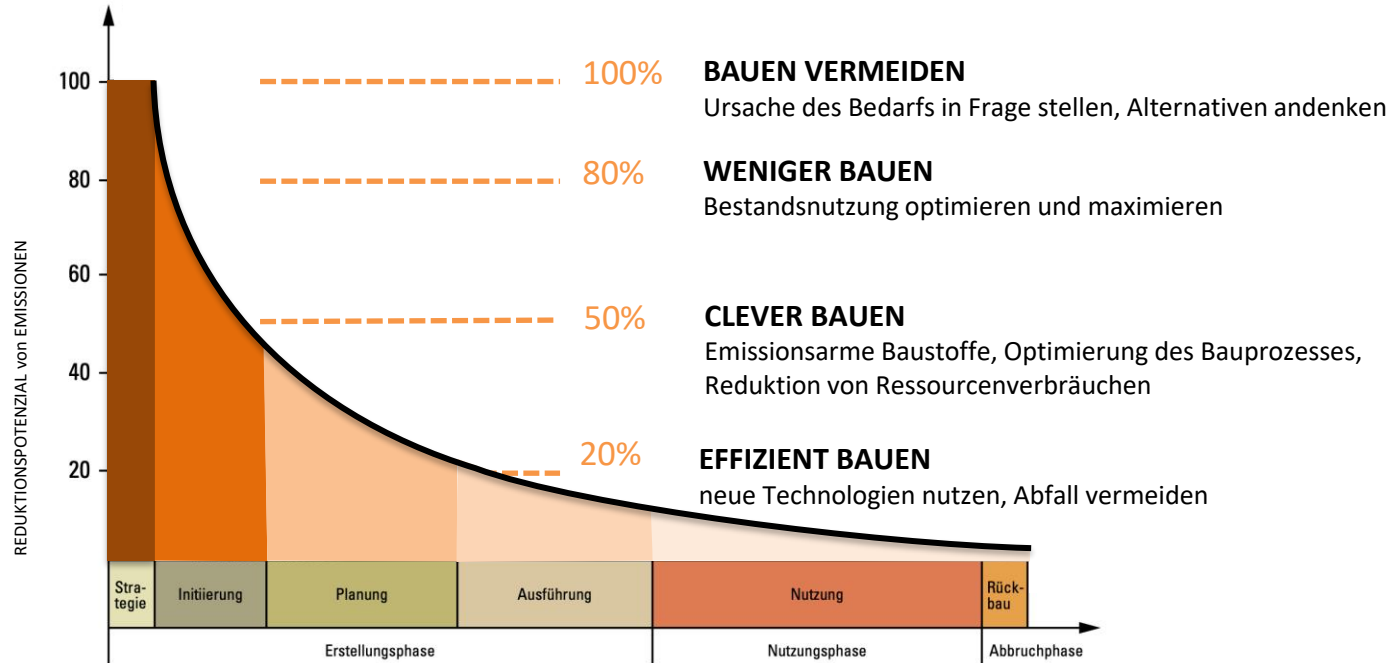 REDUKTIONSPOTENZIAL von EMISSIONEN
100
80
60
40
20
100%
BAUEN VERMEIDEN
Ursache des Bedarfs in Frage stellen, Alternativen andenken
80%
WENIGER BAUEN
Bestandsnutzung optimieren und maximieren
50%
CLEVER BAUEN
Emissionsarme Baustoffe, Optimierung des Bauprozesses,
Reduktion von Ressourcenverbräuchen
20%
EFFIZIENT BAUEN
neue Technologien nutzen, Abfall vermeiden
Stra-
tegie
Initiierung
Planung
Ausführung
Nutzung
Rück-
bau
Erstellungsphase
Nutzungsphase
Abbruchphase